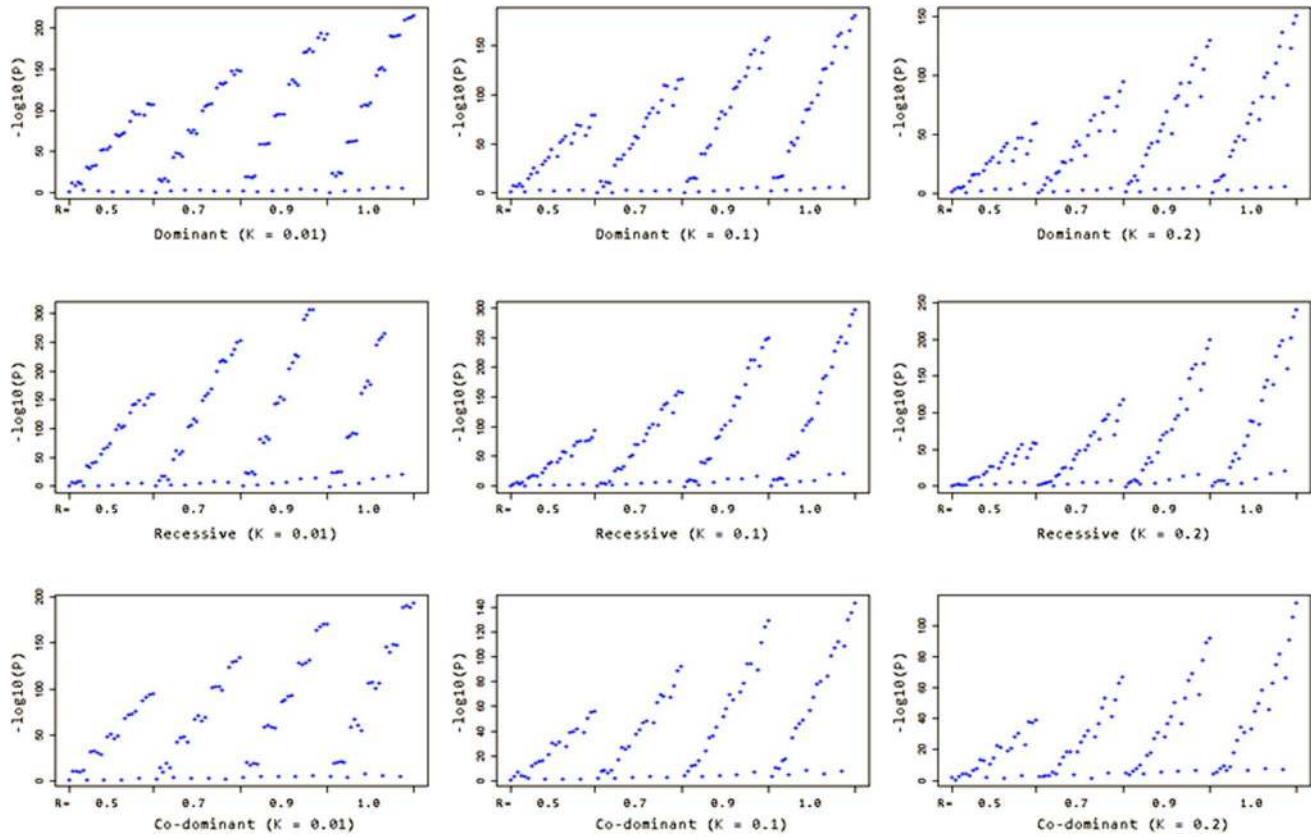 -log10(P)
200
150
100
50
0
R= 0.5 0.7 0.9 1.0
Dominant (K = 0.01)
-log10(P)
150
100
50
0
R= 0.5 0.7 0.9 1.0
Dominant (K = 0.1)
-log10(P)
150
100
50
0
R= 0.5 0.7 0.9 1.0
Dominant (K = 0.2)
-log10(P)
300
250
200
150
100
50
0
R= 0.5 0.7 0.9 1.0
Recessive (K = 0.01)
-log10(P)
300
250
200
150
100
50
0
R= 0.5 0.7 0.9 1.0
Recessive (K = 0.1)
-log10(P)
250
200
150
100
50
0
R= 0.5 0.7 0.9 1.0
Recessive (K = 0.2)
-log10(P)
200
150
100
50
0
R= 0.5 0.7 0.9 1.0
Co-dominant (K = 0.01)
-log10(P)
140
120
100
80
60
40
20
0
R= 0.5 0.7 0.9 1.0
Co-dominant (K = 0.1)
-log10(P)
100
80
60
40
20
0
R= 0.5 0.7 0.9 1.0
Co-dominant (K = 0.2)